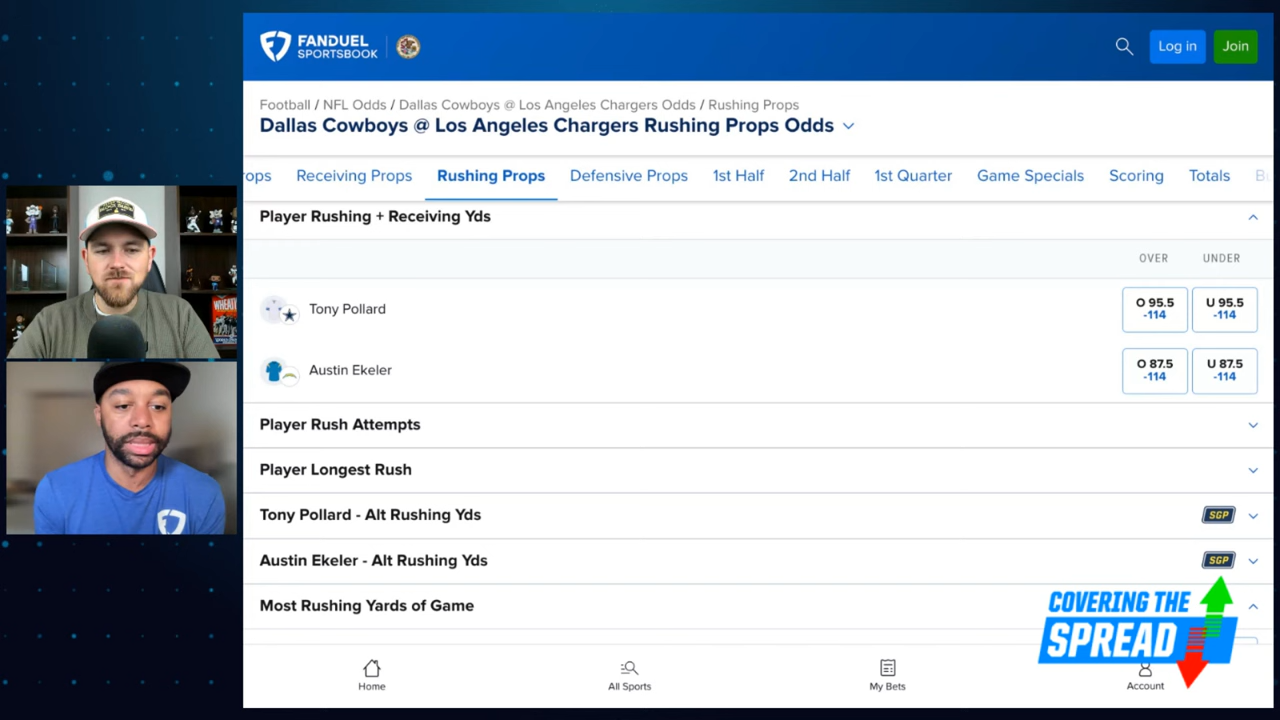 FANDUEL
SPORTSBOOK
Log in
Join
Football / NFL Odds / Dallas Cowboys @ Los Angeles Chargers Odds / Rushing Props
Dallas Cowboys @ Los Angeles Chargers Rushing Props Odds
ops
Receiving Props
Rushing Props
Defensive Props
1st Half
2nd Half
1st Quarter
Game Specials
Scoring
Totals
Player Rushing + Receiving Yds
OVER
UNDER
Tony Pollard
O 95.5
-114
U 95.5
-114
Austin Ekeler
O 87.5
-114
U 87.5
-114
Player Rush Attempts
Player Longest Rush
Tony Pollard - Alt Rushing Yds
SGP
Austin Ekeler - Alt Rushing Yds
SGP
Most Rushing Yards of Game
COVERING THE
SPREAD
Home
All Sports
My Bets
Account
WHEATIES